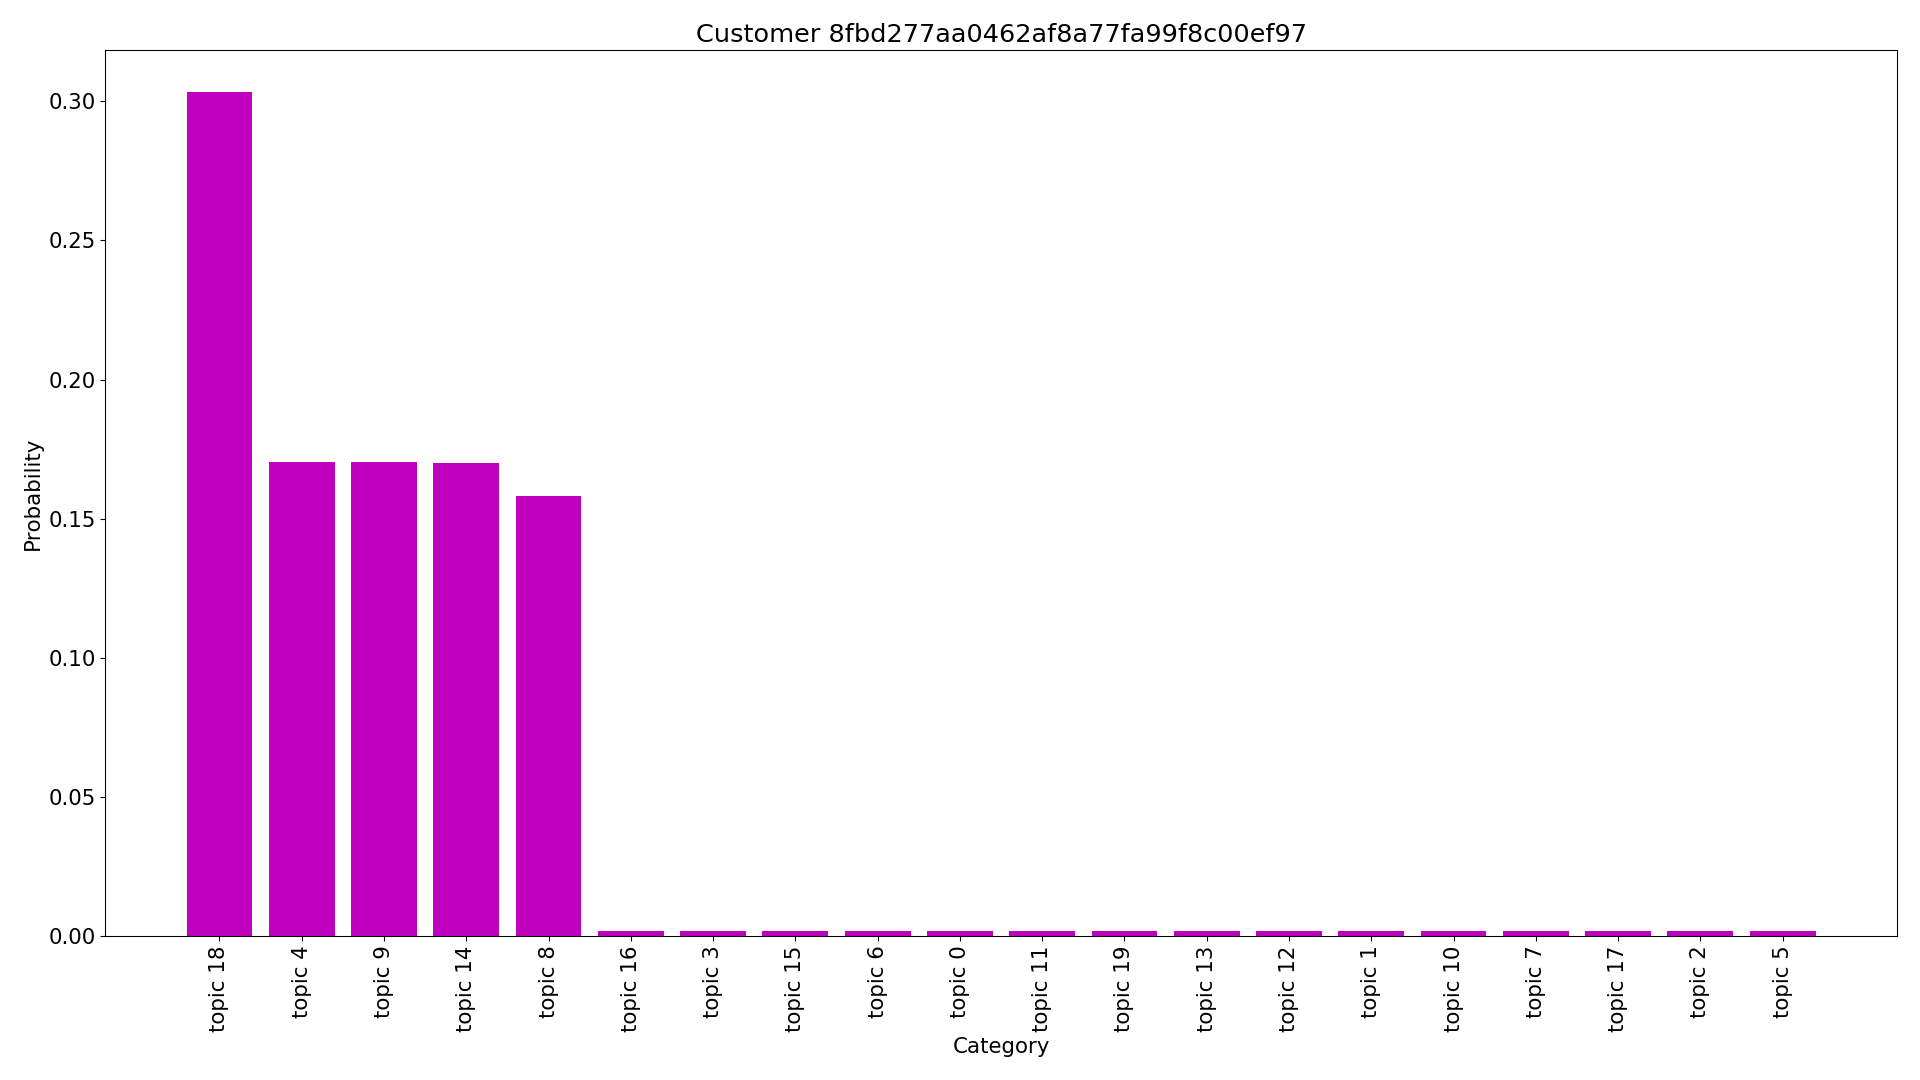 Customer 8fbd277aa0462af8a77fa99f8c00ef97
Probability
0.30
0.25
0.20
0.15
0.10
0.05
0.00
topic 18
topic 4
topic 9
topic 14
topic 8
topic 16
topic 3
topic 15
topic 6
topic 0
topic 11
topic 19
topic 13
topic 12
topic 1
topic 10
topic 7
topic 17
topic 2
topic 5
Category